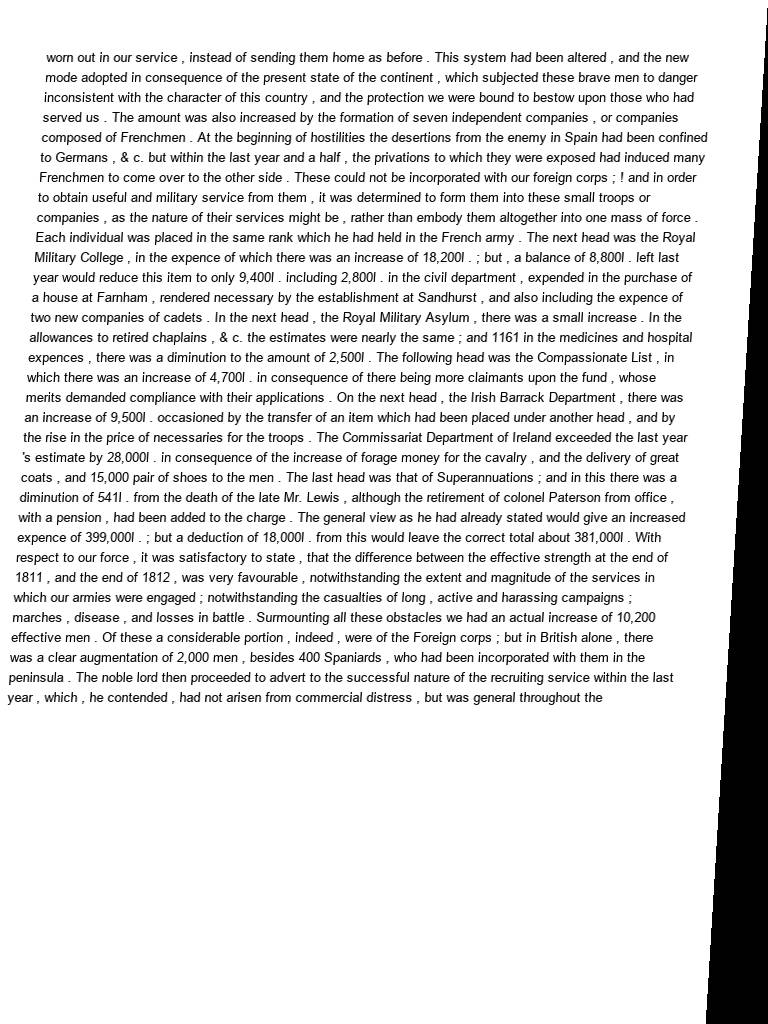 worn out in our service , instead of sending them home as before . This system had been altered , and the new
mode adopted in consequence of the present state of the continent , which subjected these brave men to danger
inconsistent with the character of this country , and the protection we were bound to bestow upon those who had
served us . The amount was also increased by the formation of seven independent companies , or companies
composed of Frenchmen . At the beginning of hostilities the desertions from the enemy in Spain had been confined
to Germans , & c. but within the last year and a half , the privations to which they were exposed had induced many
Frenchmen to come over to the other side . These could not be incorporated with our foreign corps ; ! and in order
to obtain useful and military service from them , it was determined to form them into these small troops or
companies , as the nature of their services might be , rather than embody them altogether into one mass of force .
Each individual was placed in the same rank which he had held in the French army . The next head was the Royal
Military College , in the expence of which there was an increase of 18,200l . ; but , a balance of 8,800l . left last
year would reduce this item to only 9,400l . including 2,800l . in the civil department , expended in the purchase of
a house at Farnham , rendered necessary by the establishment at Sandhurst , and also including the expence of
two new companies of cadets . In the next head , the Royal Military Asylum , there was a small increase . In the
allowances to retired chaplains , & c. the estimates were nearly the same ; and 1161 in the medicines and hospital
expences , there was a diminution to the amount of 2,500l . The following head was the Compassionate List , in
which there was an increase of 4,700l . in consequence of there being more claimants upon the fund , whose
merits demanded compliance with their applications . On the next head , the Irish Barrack Department , there was
an increase of 9,500l . occasioned by the transfer of an item which had been placed under another head , and by
the rise in the price of necessaries for the troops . The Commissariat Department of Ireland exceeded the last year
's estimate by 28,000l . in consequence of the increase of forage money for the cavalry , and the delivery of great
coats , and 15,000 pair of shoes to the men . The last head was that of Superannuations ; and in this there was a
diminution of 541l . from the death of the late Mr. Lewis , although the retirement of colonel Paterson from office ,
with a pension , had been added to the charge . The general view as he had already stated would give an increased
expence of 399,000l . ; but a deduction of 18,000l . from this would leave the correct total about 381,000l . With
respect to our force , it was satisfactory to state , that the difference between the effective strength at the end of
1811 , and the end of 1812 , was very favourable , notwithstanding the extent and magnitude of the services in
which our armies were engaged ; notwithstanding the casualties of long , active and harassing campaigns ;
marches , disease , and losses in battle . Surmounting all these obstacles we had an actual increase of 10,200
effective men . Of these a considerable portion , indeed , were of the Foreign corps ; but in British alone , there
was a clear augmentation of 2,000 men , besides 400 Spaniards , who had been incorporated with them in the
peninsula . The noble lord then proceeded to advert to the successful nature of the recruiting service within the last
year , which , he contended , had not arisen from commercial distress , but was general throughout the